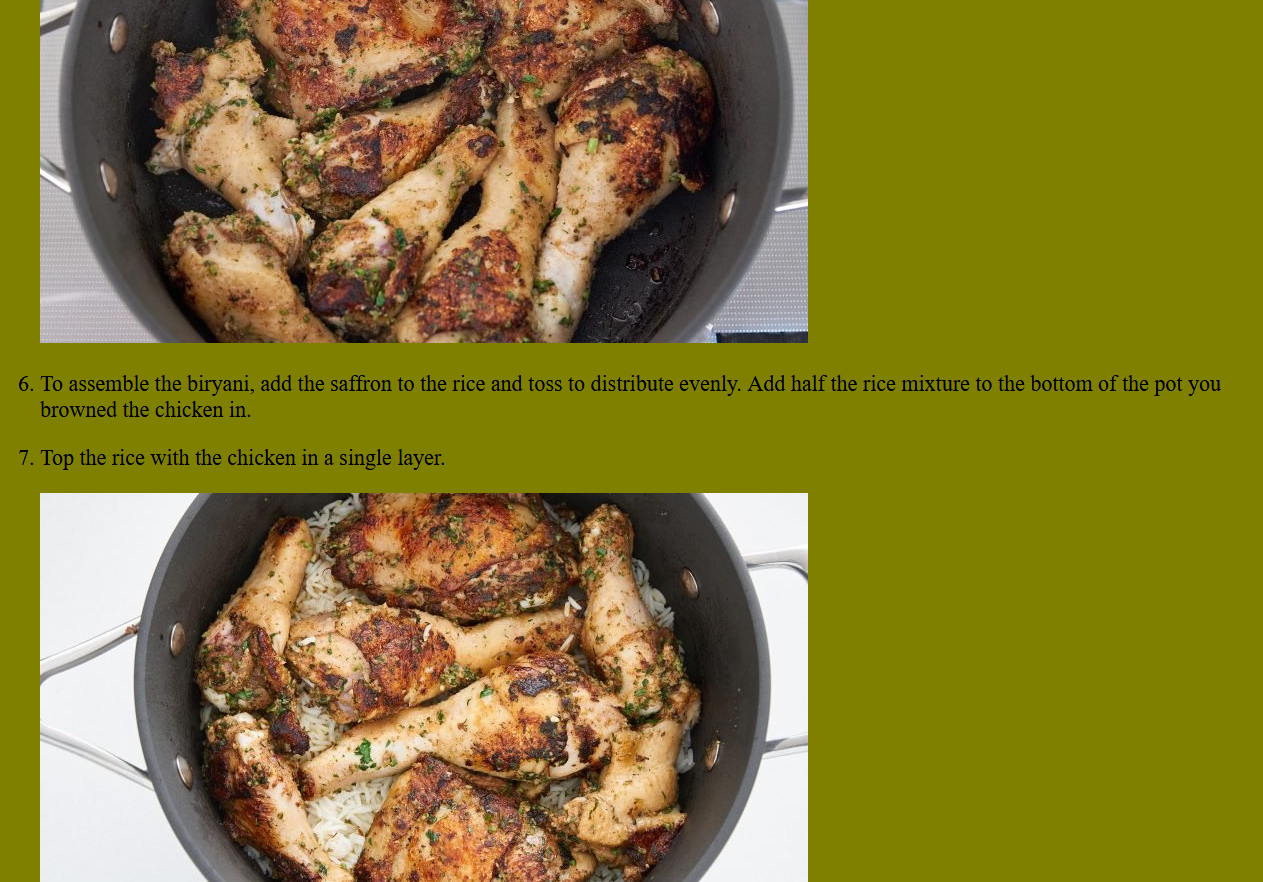 6. To assemble the biryani, add the saffron to the rice and toss to distribute evenly. Add half the rice mixture to the bottom of the pot you
browned the chicken in.
7. Top the rice with the chicken in a single layer.